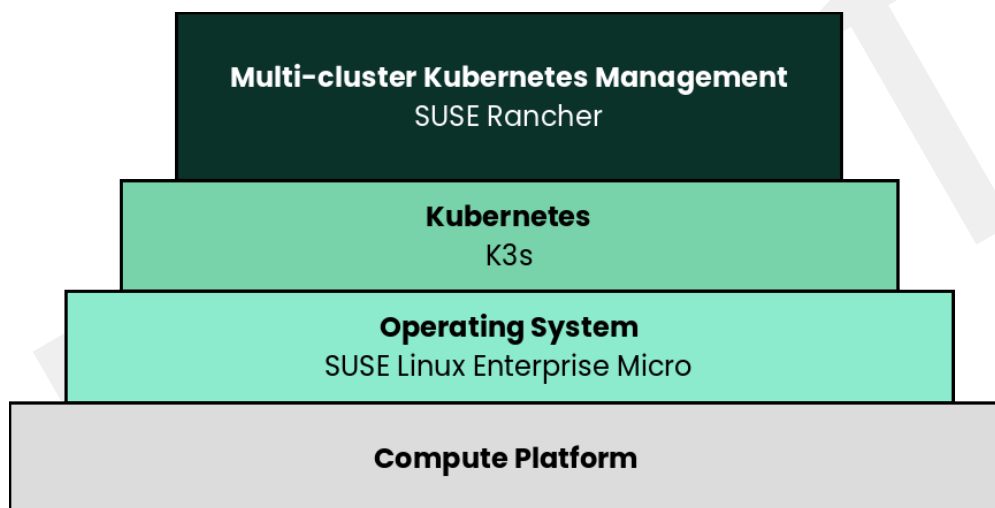 Multi-cluster Kubernetes Management
SUSE Rancher
Kubernetes
K3s
Operating System
SUSE Linux Enterprise Micro
Compute Platform